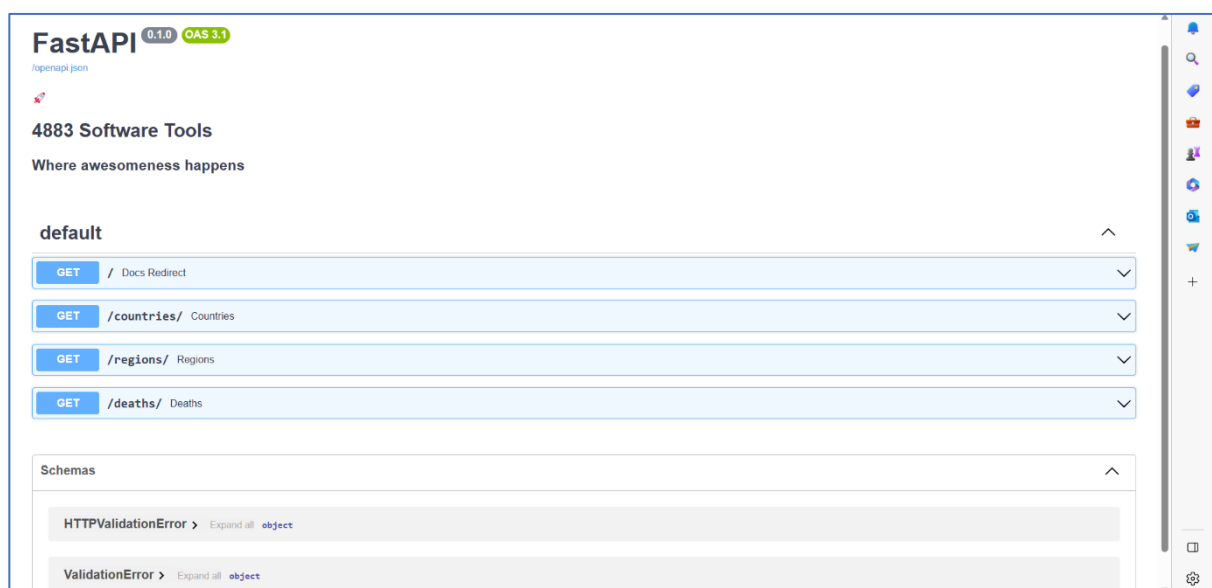 FastAPI 0.1.0 OAS 3.1
/openapi.json
4883 Software Tools
Where awesomeness happens
default
GET / Docs Redirect
GET /countries/ Countries
GET /regions/ Regions
GET /deaths/ Deaths
Schemas
HTTPValidationError Expand all object
ValidationError Expand all object